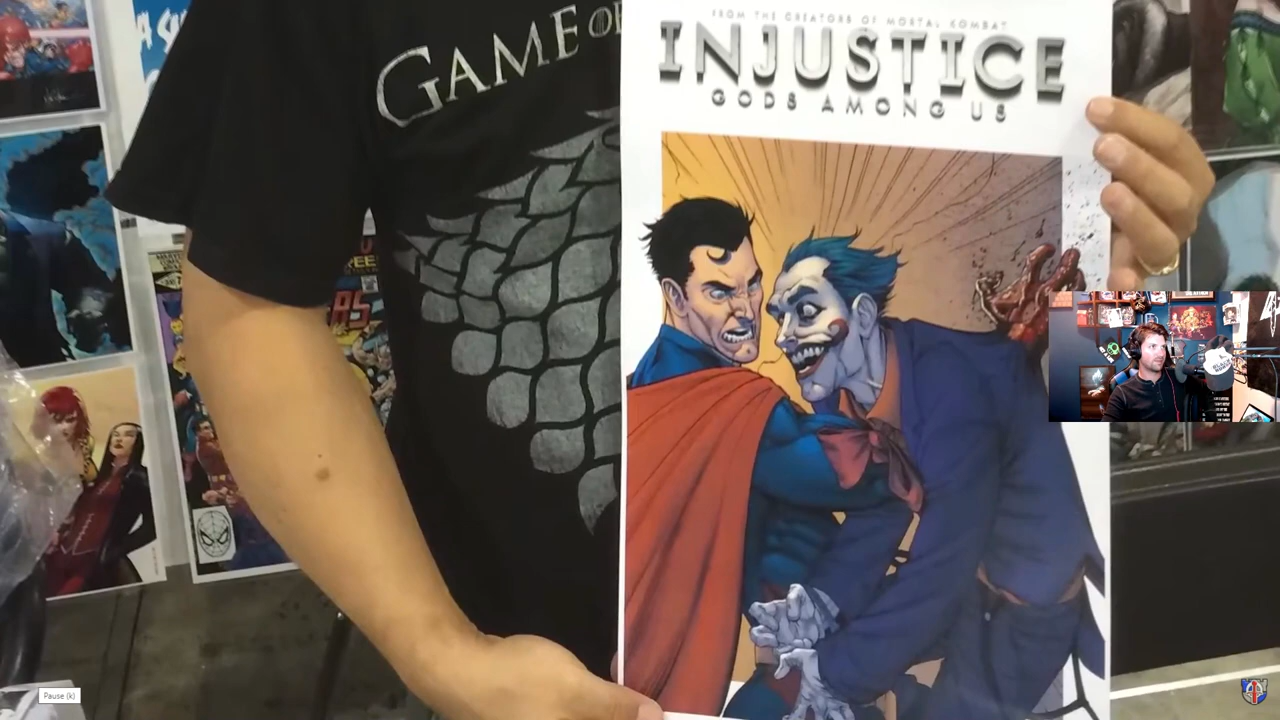 GAME OF
FROM THE CREATORS OF MORTAL KOMBAT
INJUSTICE
GODS AMONG US
Pause (k)